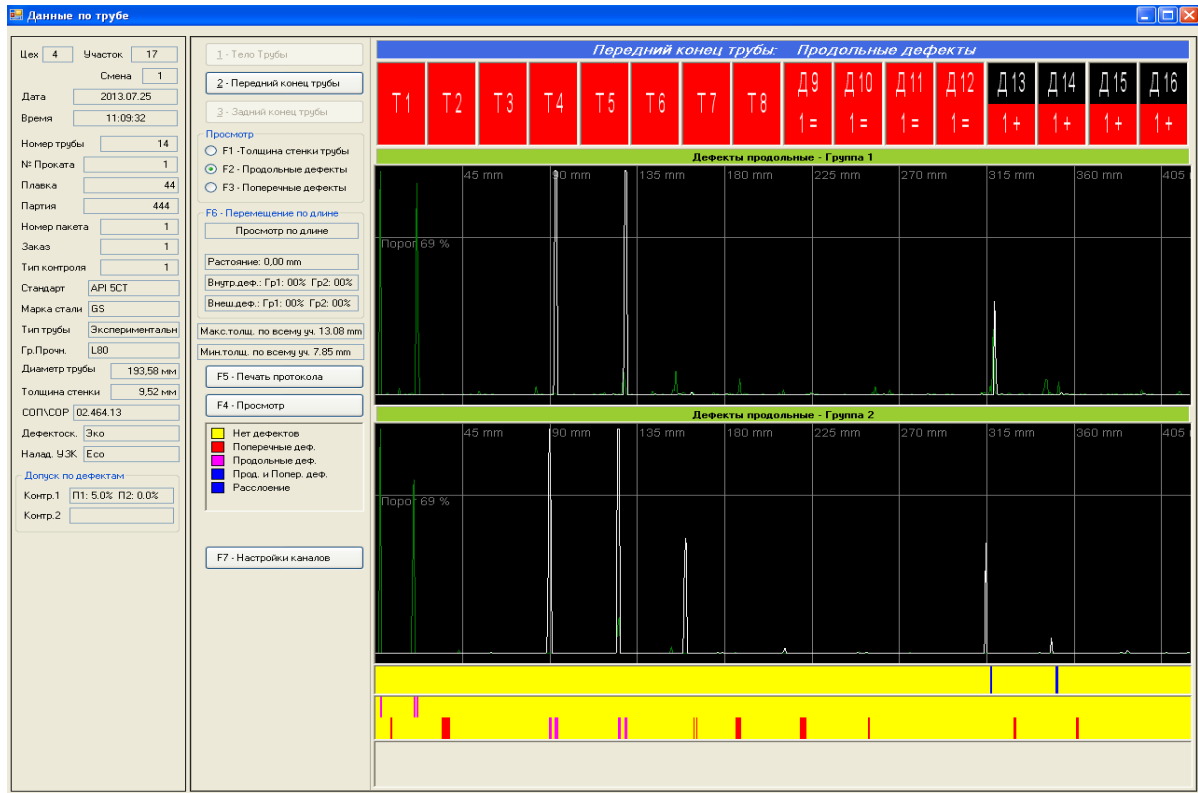 Данные по трубе
Цех 4 Участок 17
Смена 1
Дата 2013.07.25
Время 11:09:32
Номер трубы 14
№ Проката 1
Плавка 44
Партия 444
Номер пакета 1
Заказ 1
Тип контроля 1
Стандарт API 5CT
Марка стали GS
Тип трубы Экспериментальн
Гр.Прочн. L80
Диаметр трубы 193,58 мм
Толщина стенки 9,52 мм
СОП\СОР 02.464.13
Дефектоск. Эко
Налад. УЗК Eco
Допуск по дефектам
Контр.1 П1: 5.0% П2: 0.0%
Контр.2
1 - Тело Трубы
2 - Передний конец трубы
3 - Задний конец трубы
Просмотр
F1 -Толщина стенки трубы
F2 - Продольные дефекты
F3 - Поперечные дефекты
F6 - Перемещение по длине
Просмотр по длине
Растояние: 0,00 mm
Внутр.деф.: Гр1: 00% Гр2: 00%
Внеш.деф.: Гр1: 00% Гр2: 00%
Макс.толщ. по всему уч. 13.08 mm
Мин.толщ. по всему уч. 7.85 mm
F5 - Печать протокола
F4 - Просмотр
Нет дефектов
Поперечные деф.
Продольные деф.
Прод. и Попер. деф.
Расслоение
F7 - Настройки каналов
Передний конец трубы: Продольные дефекты
Т1 Т2 Т3 Т4 Т5 Т6 Т7 Т8 Д9 Д10 Д11 Д12 Д13 Д14 Д15 Д16
1 = 1 = 1 = 1 = 1 + 1 + 1 + 1 +
Дефекты продольные - Группа 1
45 mm 90 mm 135 mm 180 mm 225 mm 270 mm 315 mm 360 mm 405
Порог 69 %
Дефекты продольные - Группа 2
45 mm 90 mm 135 mm 180 mm 225 mm 270 mm 315 mm 360 mm 405
Порог 69 %